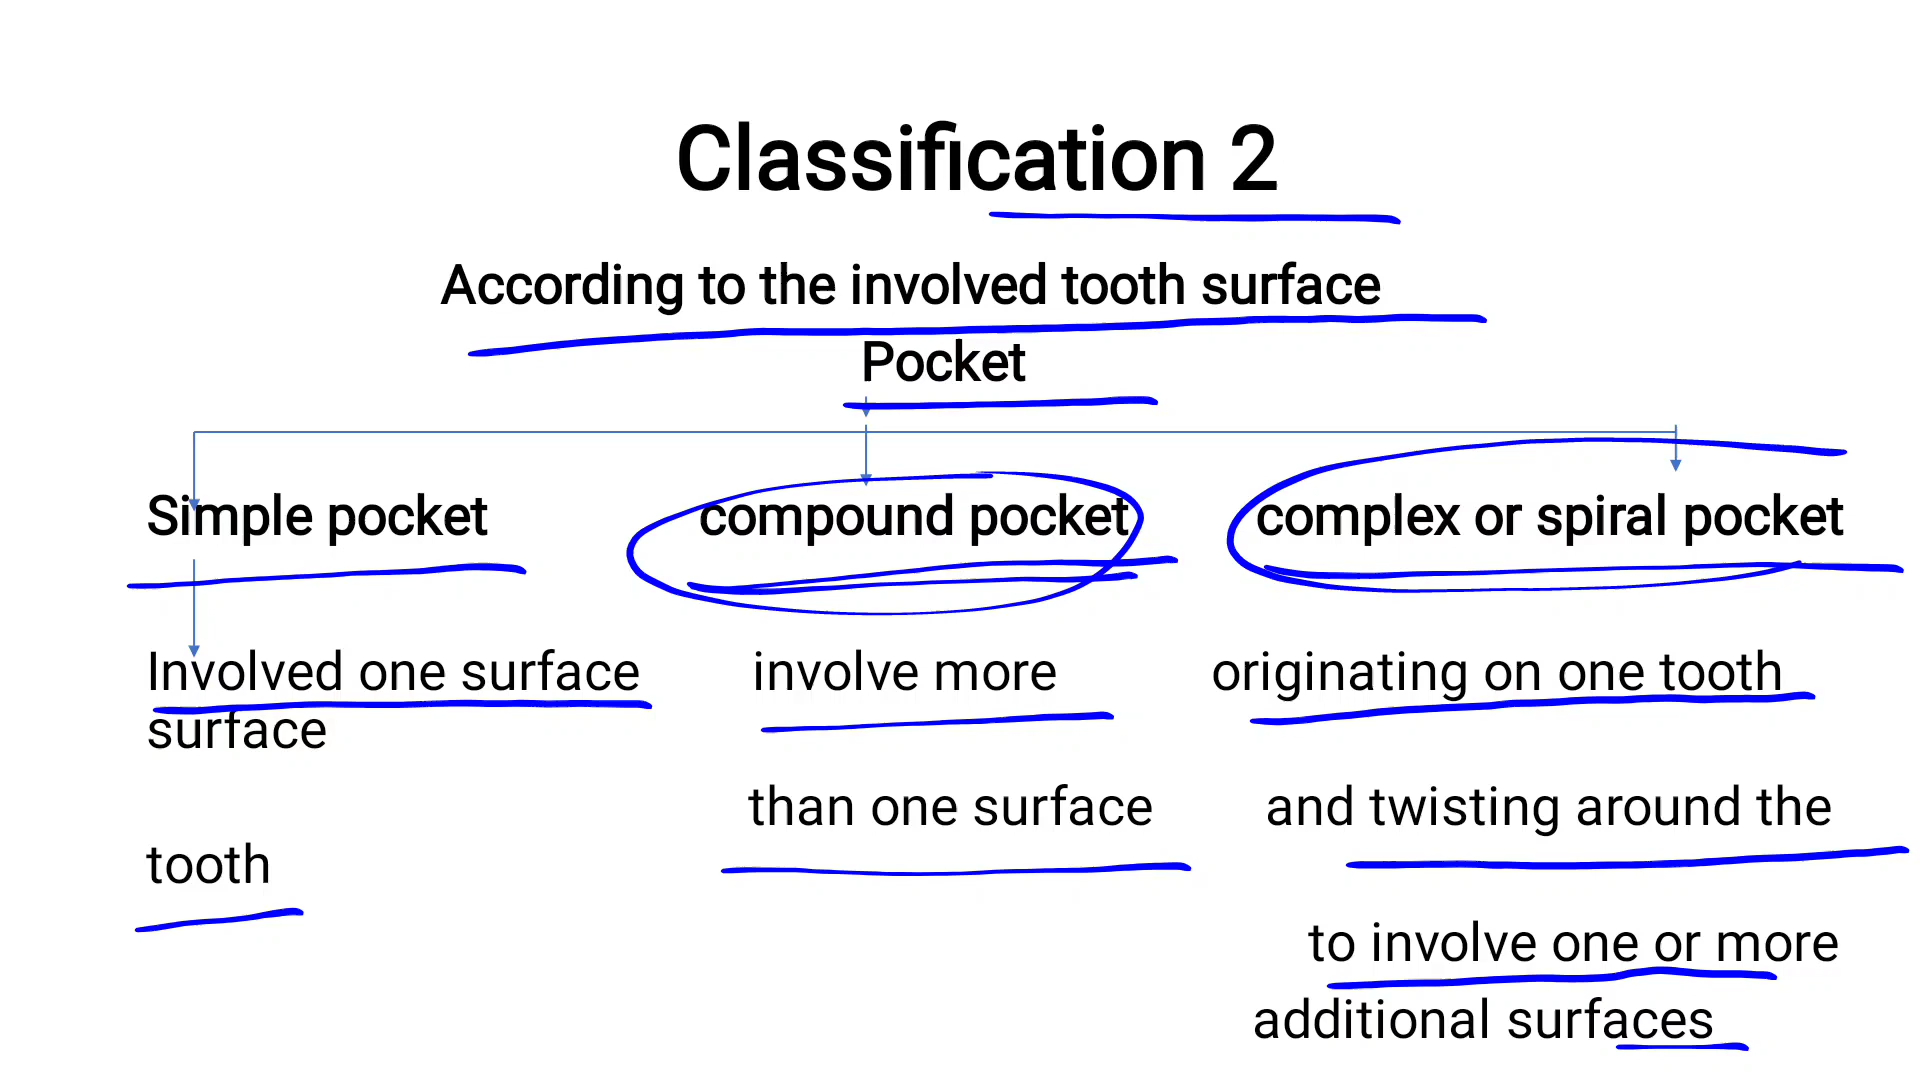 Classification 2
According to the involved tooth surface
Pocket
Simple pocket
compound pocket
complex or spiral pocket
Involved one surface
surface
tooth
involve more
than one surface
originating on one tooth
and twisting around the
to involve one or more
additional surfaces